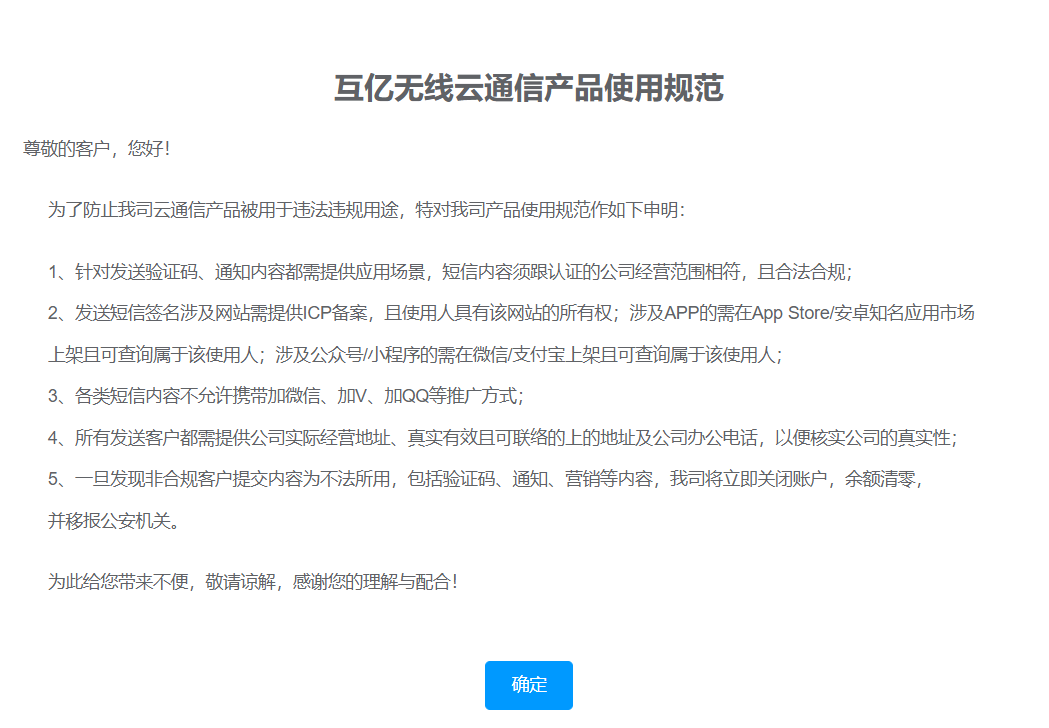 互亿无线云通信产品使用规范
尊敬的客户，您好！
为了防止我司云通信产品被用于违法违规用途，特对我司产品使用规范作如下申明：
1、针对发送验证码、通知内容都需提供应用场景，短信内容须跟认证的公司经营范围相符，且合法合规；
2、发送短信签名涉及网站需提供ICP备案，且使用人具有该网站的所有权；涉及APP的需在App Store/安卓知名应用市场
上架且可查询属于该使用人；涉及公众号/小程序的需在微信/支付宝上架且可查询属于该使用人；
3、各类短信内容不允许携带加微信、加V、加QQ等推广方式；
4、所有发送客户都需提供公司实际经营地址、真实有效且可联络的上的地址及公司办公电话，以便核实公司的真实性；
5、一旦发现非合规客户提交内容为不法所用，包括验证码、通知、营销等内容，我司将立即关闭账户，余额清零，
并移报公安机关。
为此给您带来不便，敬请谅解，感谢您的理解与配合！
确定